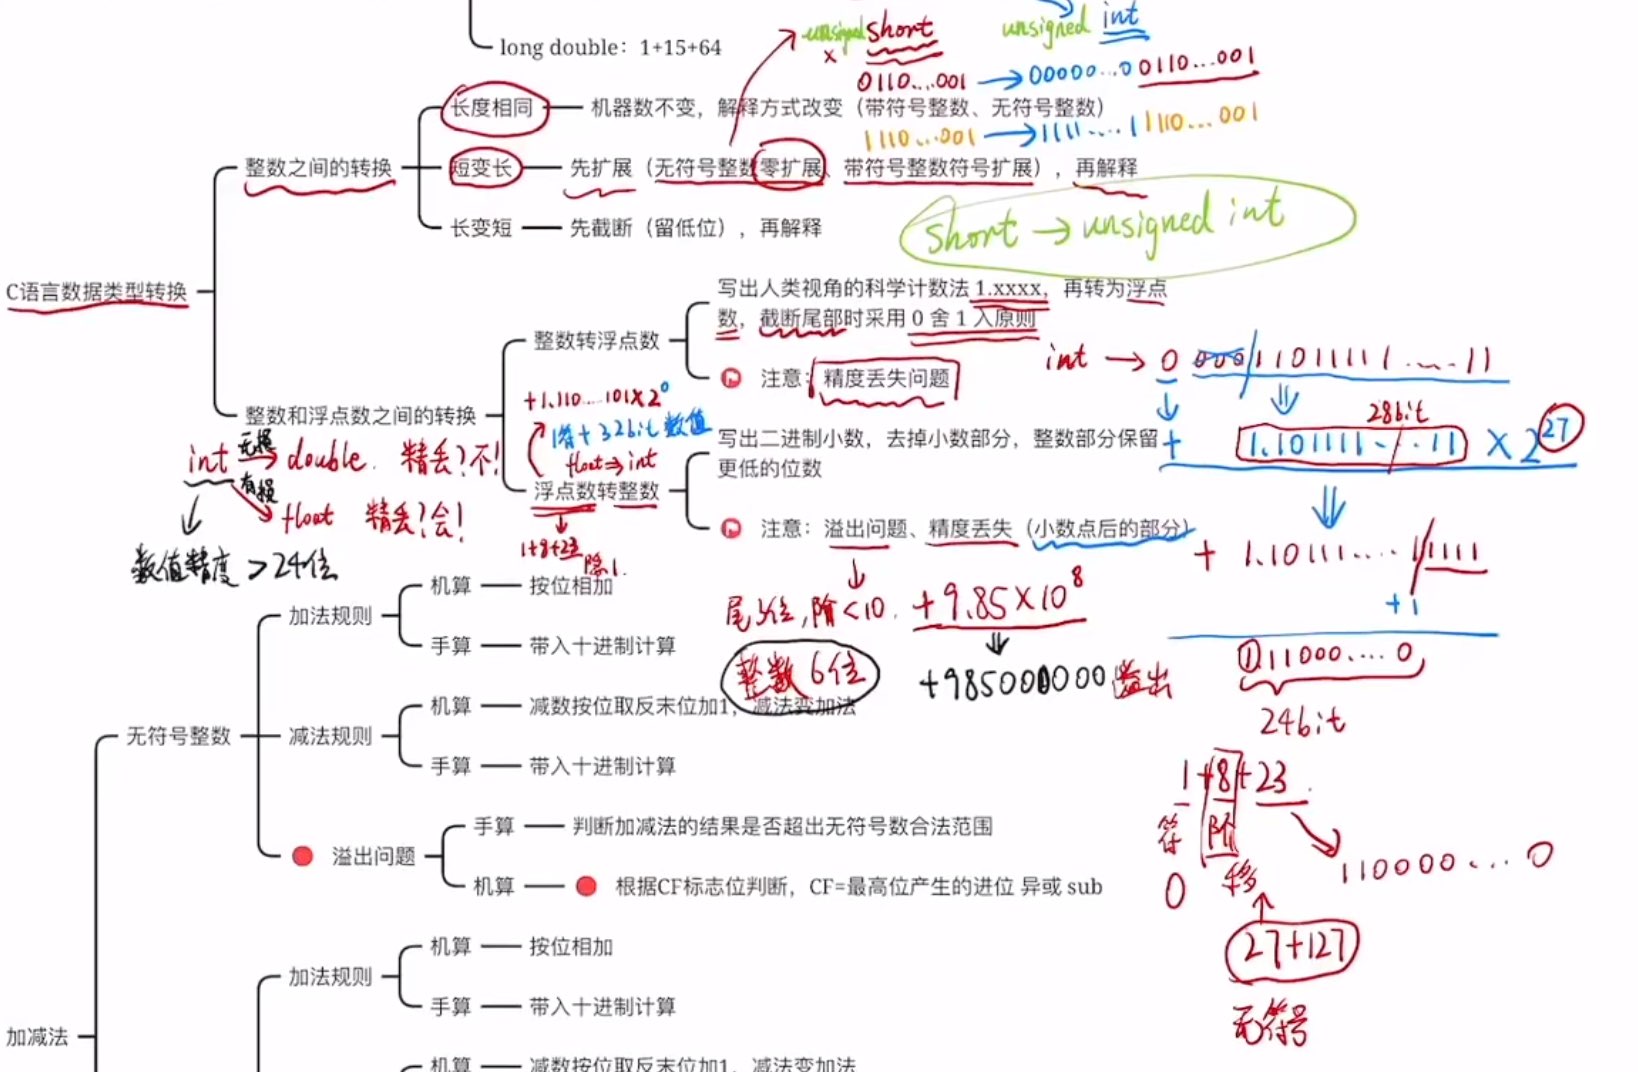 long double：1+15+64
unsigned short
unsigned int
x
0110...001 → 00000...0 0110...001
长度相同
机器数不变，解释方式改变（带符号整数、无符号整数）
1110...001 → 1111.....1 1110...001
整数之间的转换
短变长
先扩展（无符号整数零扩展、带符号整数符号扩展），再解释
长变短
先截断（留低位），再解释
short → unsigned int
C语言数据类型转换
写出人类视角的科学计数法 1.xxxx，再转为浮点
数，截断尾部时采用 0 舍 1 入原则
整数转浮点数
注意：精度丢失问题
int → 0 000 11011111.....11
整数和浮点数之间的转换
+1.110....101×2⁰
1符+32bit 数值
float → int
28bit
+ 1.101111...11 × 2²⁷
写出二进制小数，去掉小数部分，整数部分保留
更低的位数
int 无损 double. 精丢?不!
有损
float 精丢?会!
数值精度 > 24位
浮点数转整数
1+8+23
隐1.
注意：溢出问题、精度丢失（小数点后的部分）
+ 1.10111.....1 1111
+1
①.11000....0
24bit
尾3位,阶<10.
+9.85×10⁸
整数6位
+985000000 溢出
无符号整数
加法规则
机算
按位相加
手算
带入十进制计算
减法规则
机算
减数按位取反末位加1，减法变加法
手算
带入十进制计算
溢出问题
手算
判断加减法的结果是否超出无符号数合法范围
机算
根据CF标志位判断，CF=最高位产生的进位 异或 sub
1+8+23
符 阶
0 移
110000...0
27+127
无符号
加减法
加法规则
机算
按位相加
手算
带入十进制计算
机算
减数按位取反末位加1，减法变加法